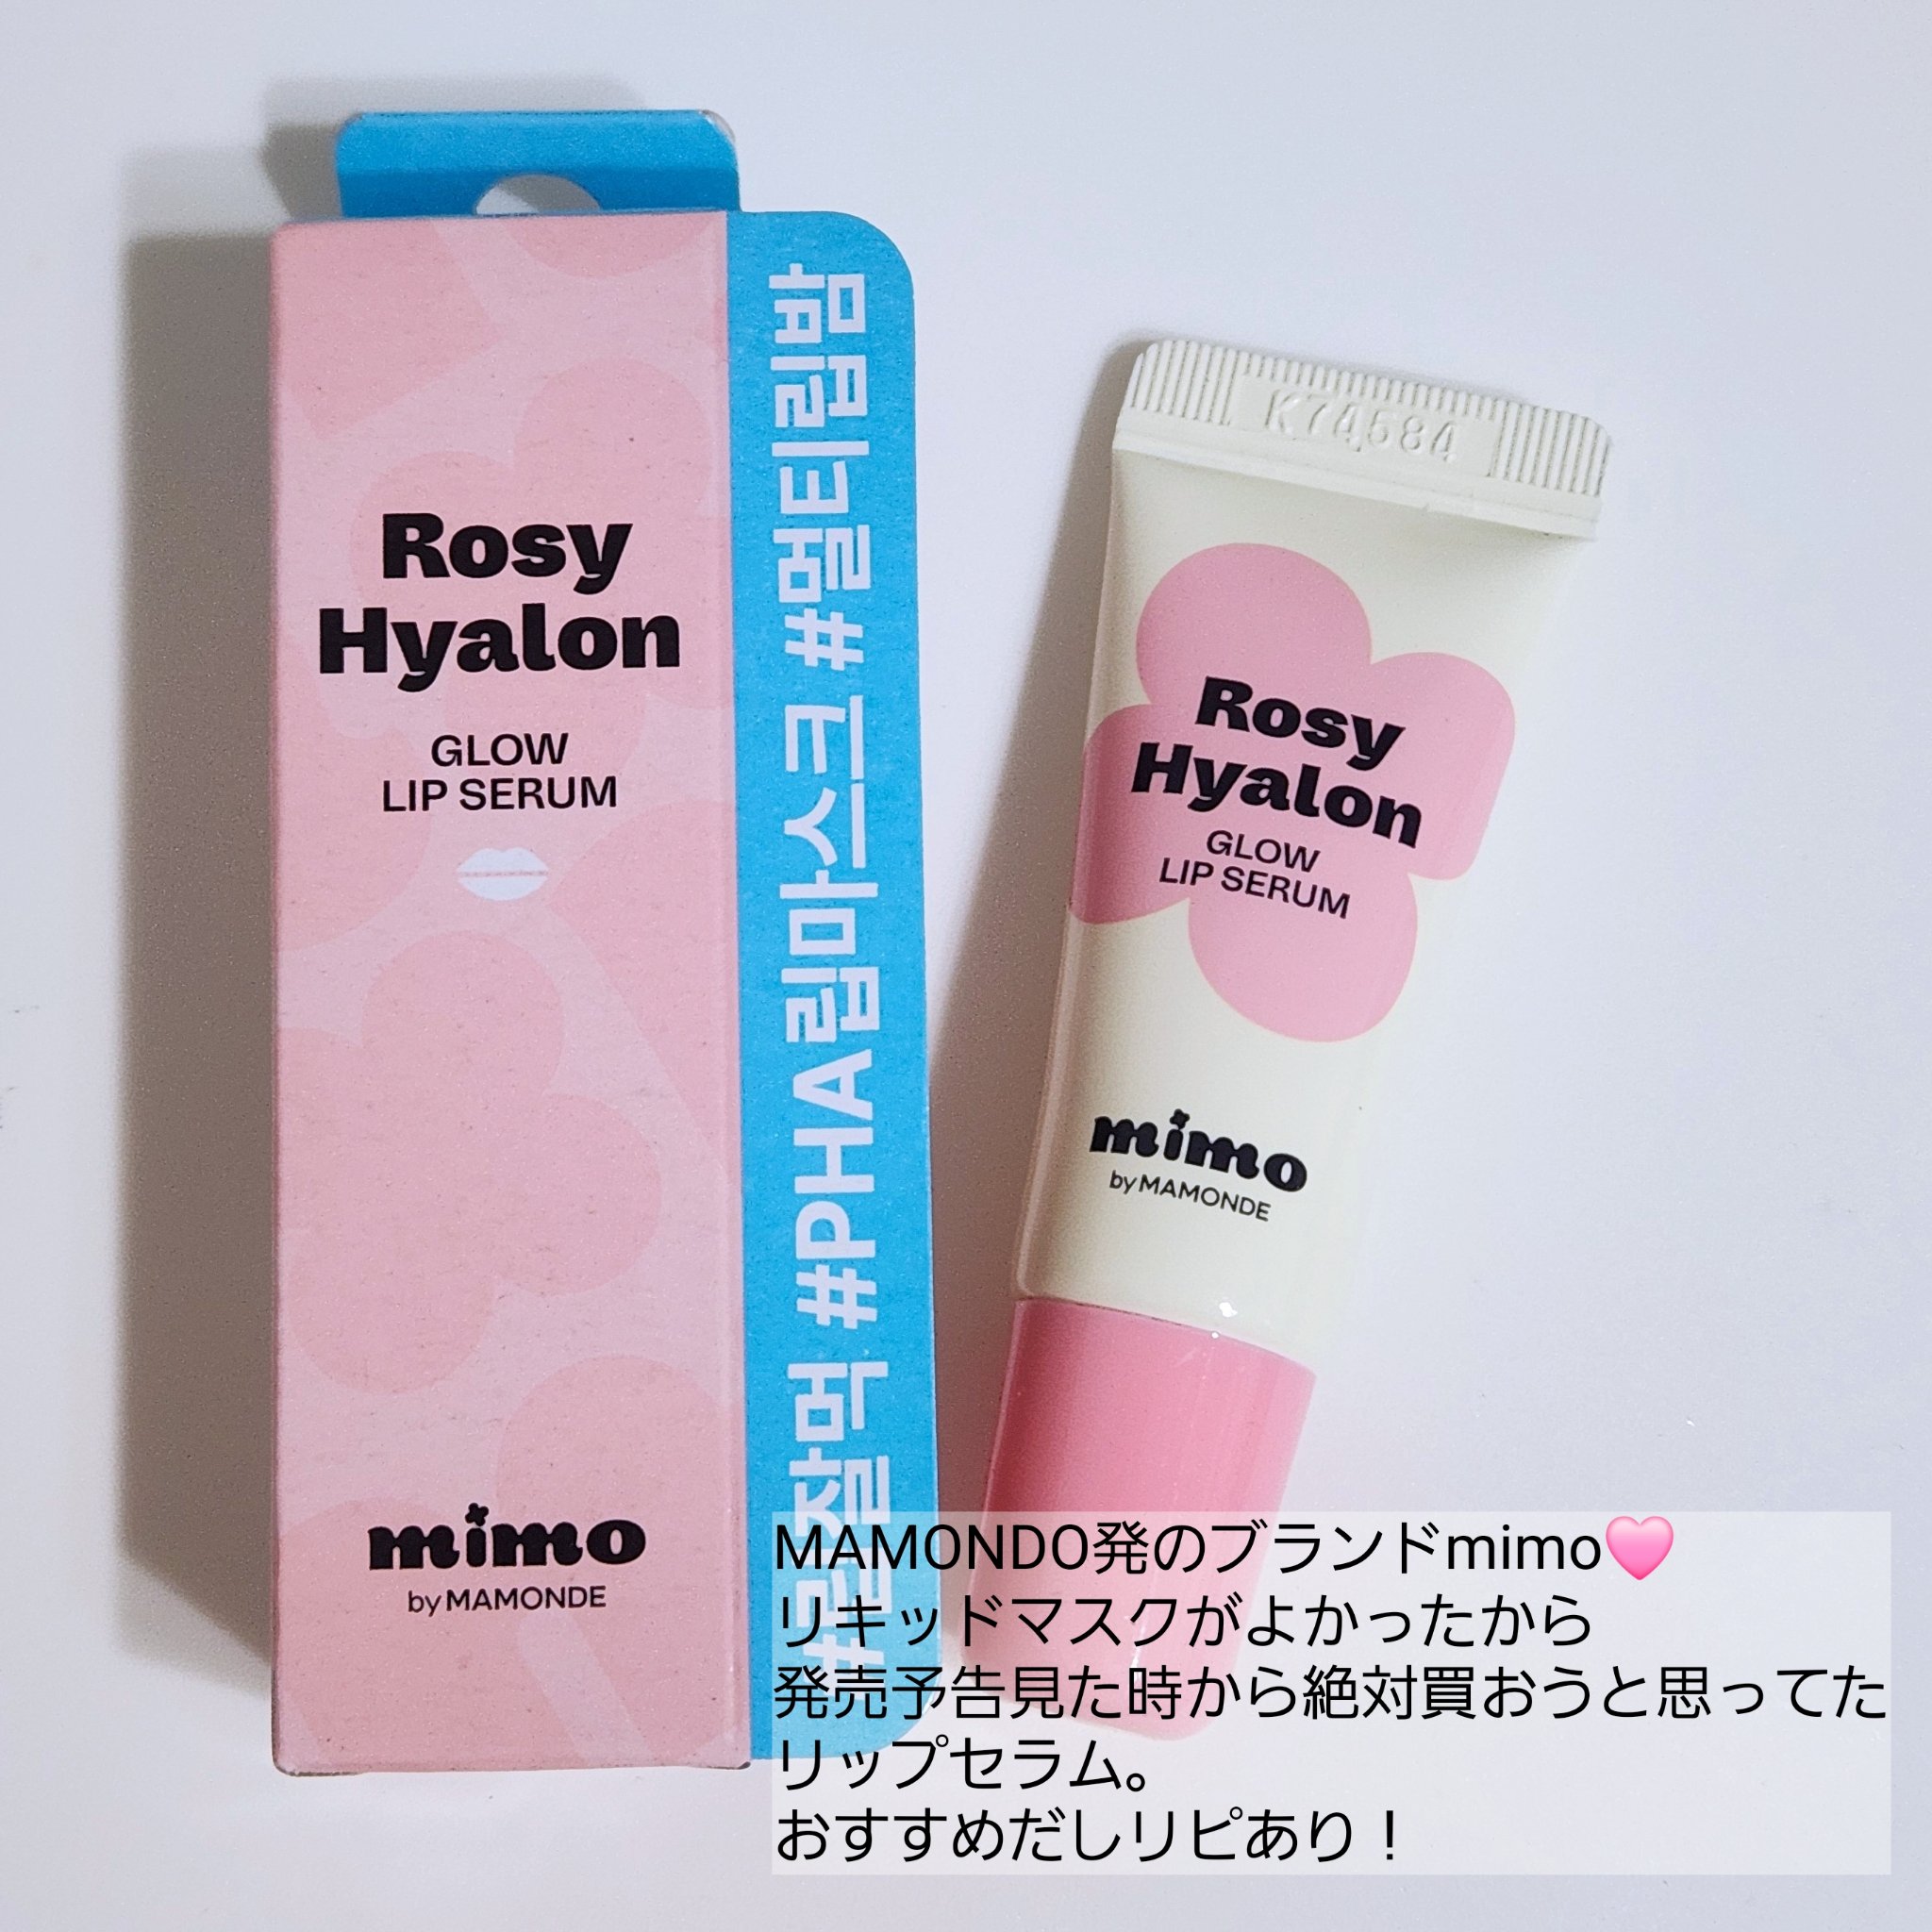 Rosy
Hyalon
GLOW
LIP SERUM
mimo
by MAMONDE
#PHA립마스크 #멀티립밤
K74584
Rosy
Hyalon
GLOW
LIP SERUM
mimo
by MAMONDE
MAMONDO発のブランドmimo🩷
リキッドマスクがよかったから
発売予告見た時から絶対買おうと思ってた
リップセラム。
おすすめだしリピあり！